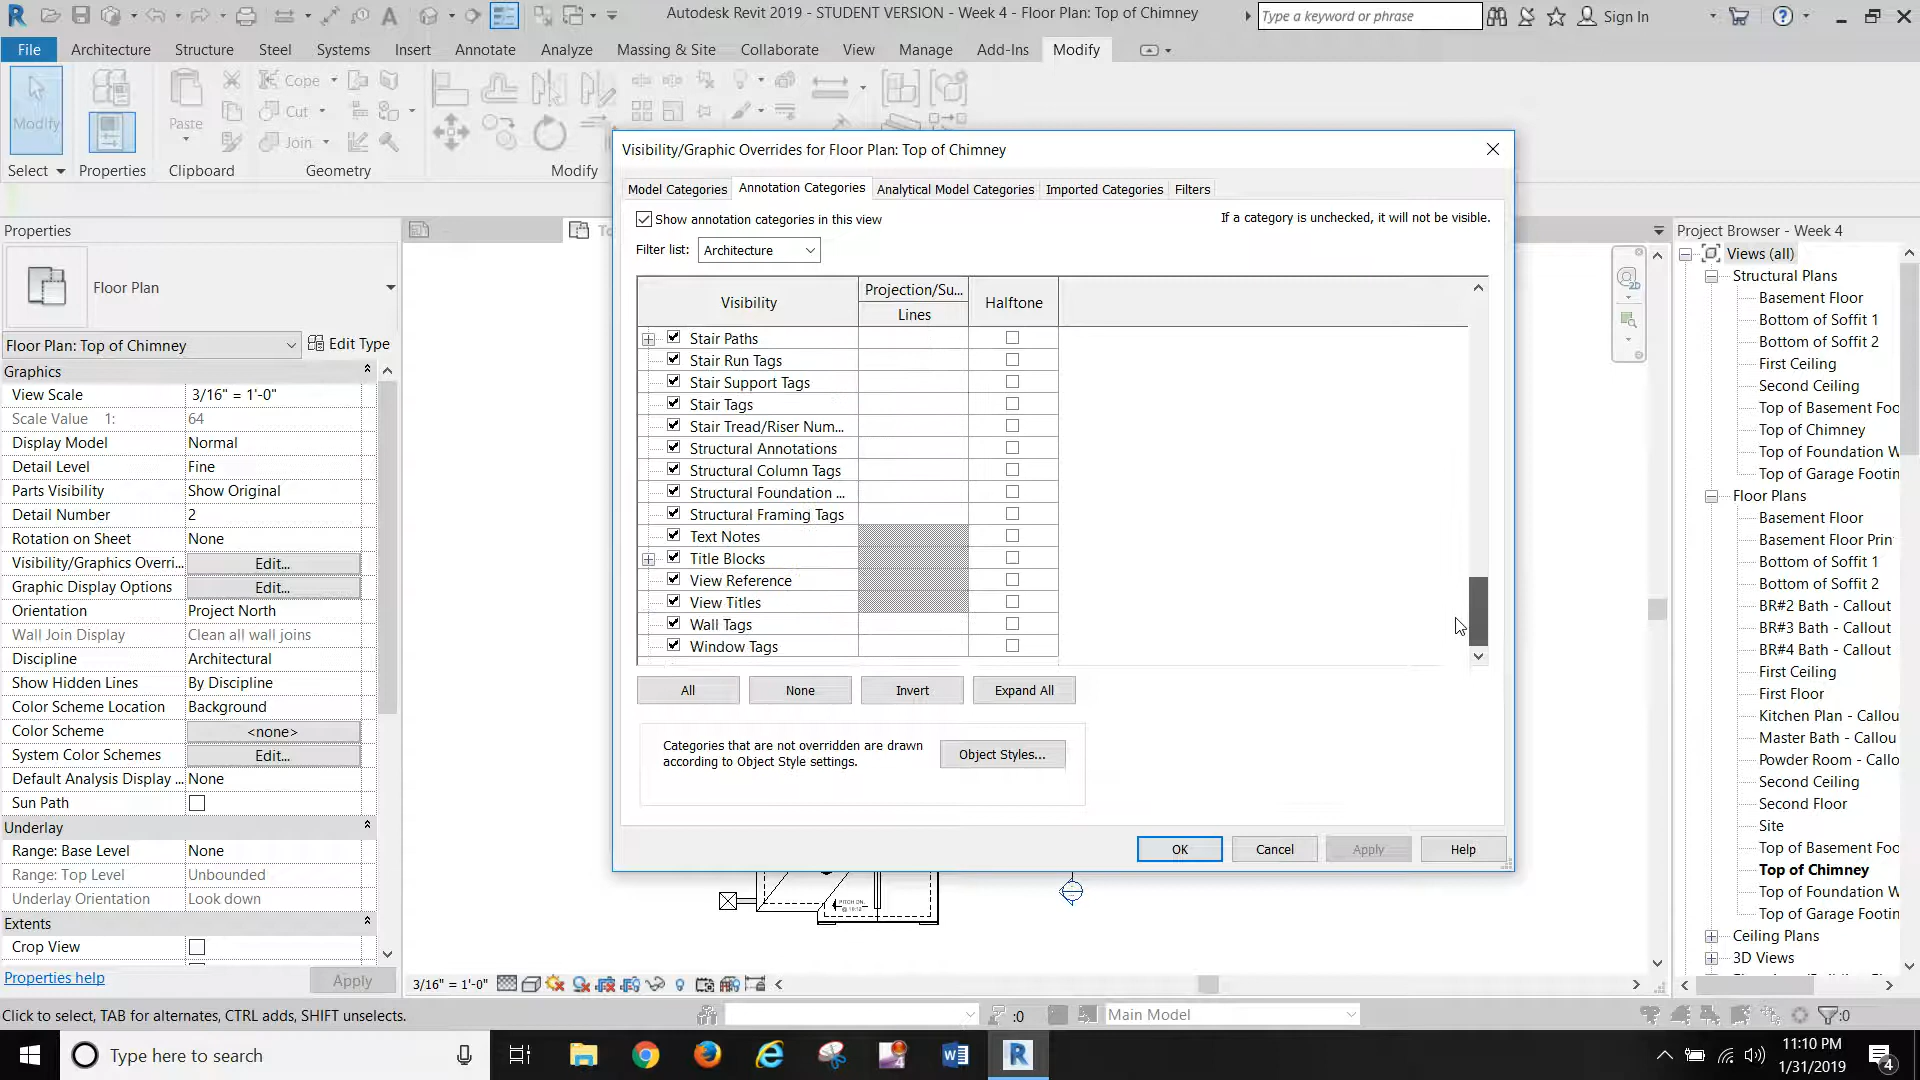 Autodesk Revit 2019 - STUDENT VERSION - Week 4 - Floor Plan: Top of Chimney
Type a keyword or phrase
Sign In
File Architecture Structure Steel Systems Insert Annotate Analyze Massing & Site Collaborate View Manage Add-Ins Modify
Modify
Paste
Cope
Cut
Join
Select Properties Clipboard Geometry Modify
Properties
Floor Plan
Floor Plan: Top of Chimney
Edit Type
Graphics
View Scale 3/16" = 1'-0"
Scale Value 1: 64
Display Model Normal
Detail Level Fine
Parts Visibility Show Original
Detail Number 2
Rotation on Sheet None
Visibility/Graphics Overri... Edit...
Graphic Display Options Edit...
Orientation Project North
Wall Join Display Clean all wall joins
Discipline Architectural
Show Hidden Lines By Discipline
Color Scheme Location Background
Color Scheme <none>
System Color Schemes Edit...
Default Analysis Display ... None
Sun Path
Underlay
Range: Base Level None
Range: Top Level Unbounded
Underlay Orientation Look down
Extents
Crop View
Properties help
Apply
Visibility/Graphic Overrides for Floor Plan: Top of Chimney
Model Categories Annotation Categories Analytical Model Categories Imported Categories Filters
Show annotation categories in this view
If a category is unchecked, it will not be visible.
Filter list: Architecture
Visibility
Projection/Su...
Lines
Halftone
Stair Paths
Stair Run Tags
Stair Support Tags
Stair Tags
Stair Tread/Riser Num...
Structural Annotations
Structural Column Tags
Structural Foundation ...
Structural Framing Tags
Text Notes
Title Blocks
View Reference
View Titles
Wall Tags
Window Tags
All None Invert Expand All
Categories that are not overridden are drawn
according to Object Style settings.
Object Styles...
OK Cancel Apply Help
Project Browser - Week 4
Views (all)
Structural Plans
Basement Floor
Bottom of Soffit 1
Bottom of Soffit 2
First Ceiling
Second Ceiling
Top of Basement Foo
Top of Chimney
Top of Foundation W
Top of Garage Footin
Floor Plans
Basement Floor
Basement Floor Prin
Bottom of Soffit 1
Bottom of Soffit 2
BR#2 Bath - Callout
BR#3 Bath - Callout
BR#4 Bath - Callout
First Ceiling
First Floor
Kitchen Plan - Callou
Master Bath - Callou
Powder Room - Callo
Second Ceiling
Second Floor
Site
Top of Basement Foo
Top of Chimney
Top of Foundation W
Top of Garage Footin
Ceiling Plans
3D Views
PITCH DN.
3/16" = 1'-0"
Click to select, TAB for alternates, CTRL adds, SHIFT unselects.
:0
Main Model
:0
Type here to search
11:10 PM
1/31/2019
4